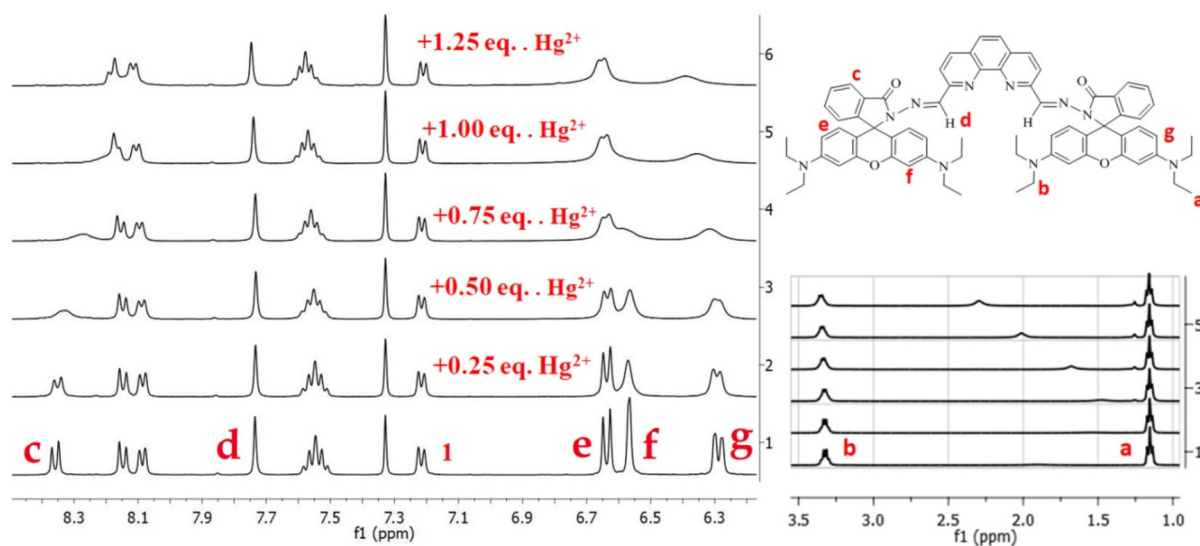 +1.25 eq. . Hg2+
6
+1.00 eq. . Hg2+
5
+0.75 eq. . Hg2+
4
+0.50 eq. . Hg2+
3
+0.25 eq. Hg2+
2
c
d
1
e
f
g
1
8.3 8.1 7.9 7.7 7.5 7.3 7.1 6.9 6.7 6.5 6.3
f1 (ppm)
c
O
N
N
O
N
N
N
N
H
d
H
e
g
N
O
N
N
O
N
f
b
a
5
3
b
a
1
3.5 3.0 2.5 2.0 1.5 1.0
f1 (ppm)